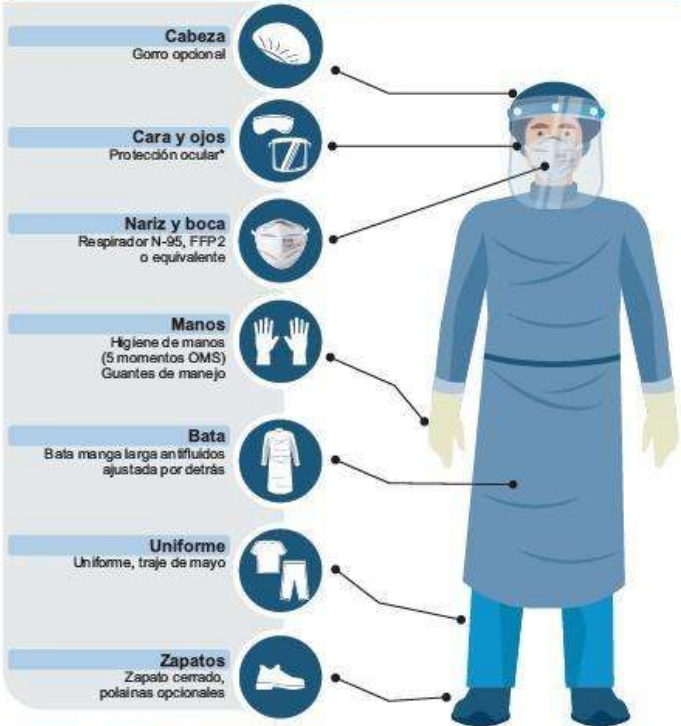 Cabeza
Gorro opcional
Cara y ojos
Protección ocular*
Nariz y boca
Respirador N-95, FFP2
o equivalente
Manos
Higiene de manos
(5 momentos OMS)
Guantes de manejo
Bata
Bata manga larga antifluidos
ajustada por detrás
Uniforme
Uniforme, traje de mayo
Zapatos
Zapato cerrado,
polainas opcionales